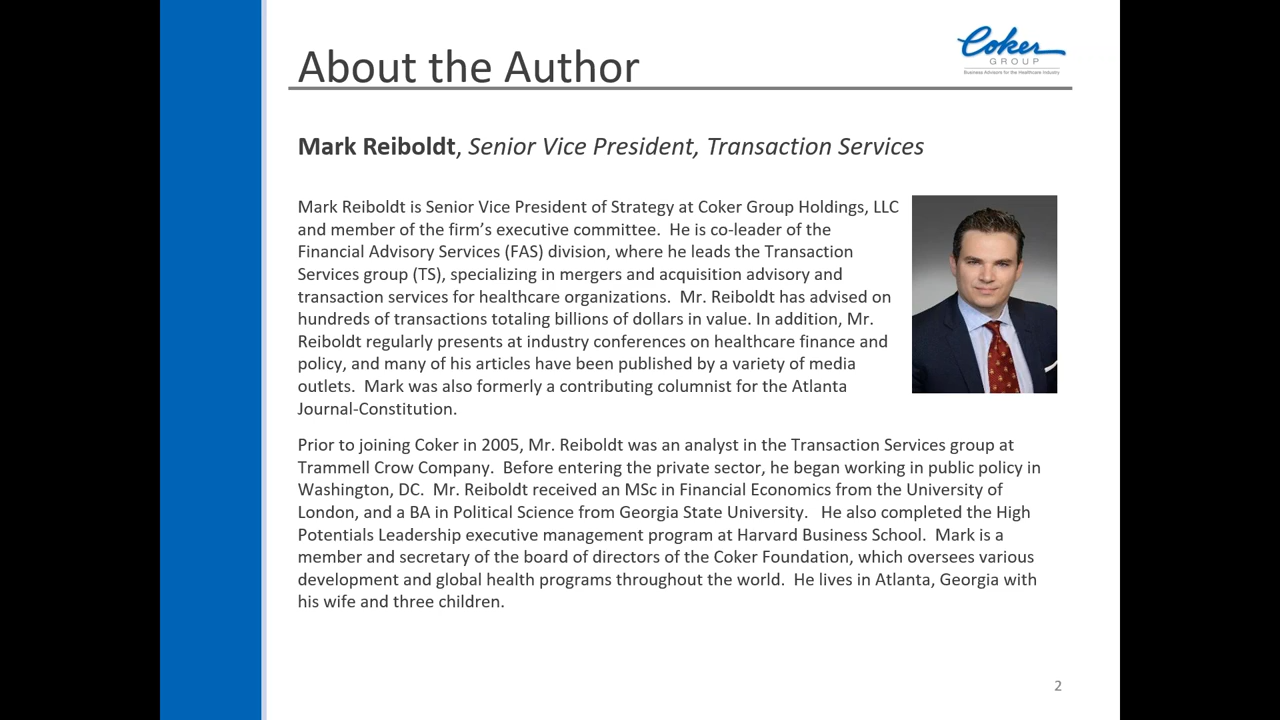 About the Author
Coker
GROUP
Business Advisors for the Healthcare Industry
Mark Reiboldt, Senior Vice President, Transaction Services
Mark Reiboldt is Senior Vice President of Strategy at Coker Group Holdings, LLC
and member of the firm’s executive committee.  He is co-leader of the
Financial Advisory Services (FAS) division, where he leads the Transaction
Services group (TS), specializing in mergers and acquisition advisory and
transaction services for healthcare organizations.  Mr. Reiboldt has advised on
hundreds of transactions totaling billions of dollars in value. In addition, Mr.
Reiboldt regularly presents at industry conferences on healthcare finance and
policy, and many of his articles have been published by a variety of media
outlets.  Mark was also formerly a contributing columnist for the Atlanta
Journal-Constitution.
Prior to joining Coker in 2005, Mr. Reiboldt was an analyst in the Transaction Services group at
Trammell Crow Company.  Before entering the private sector, he began working in public policy in
Washington, DC.  Mr. Reiboldt received an MSc in Financial Economics from the University of
London, and a BA in Political Science from Georgia State University.   He also completed the High
Potentials Leadership executive management program at Harvard Business School.  Mark is a
member and secretary of the board of directors of the Coker Foundation, which oversees various
development and global health programs throughout the world.  He lives in Atlanta, Georgia with
his wife and three children.
2